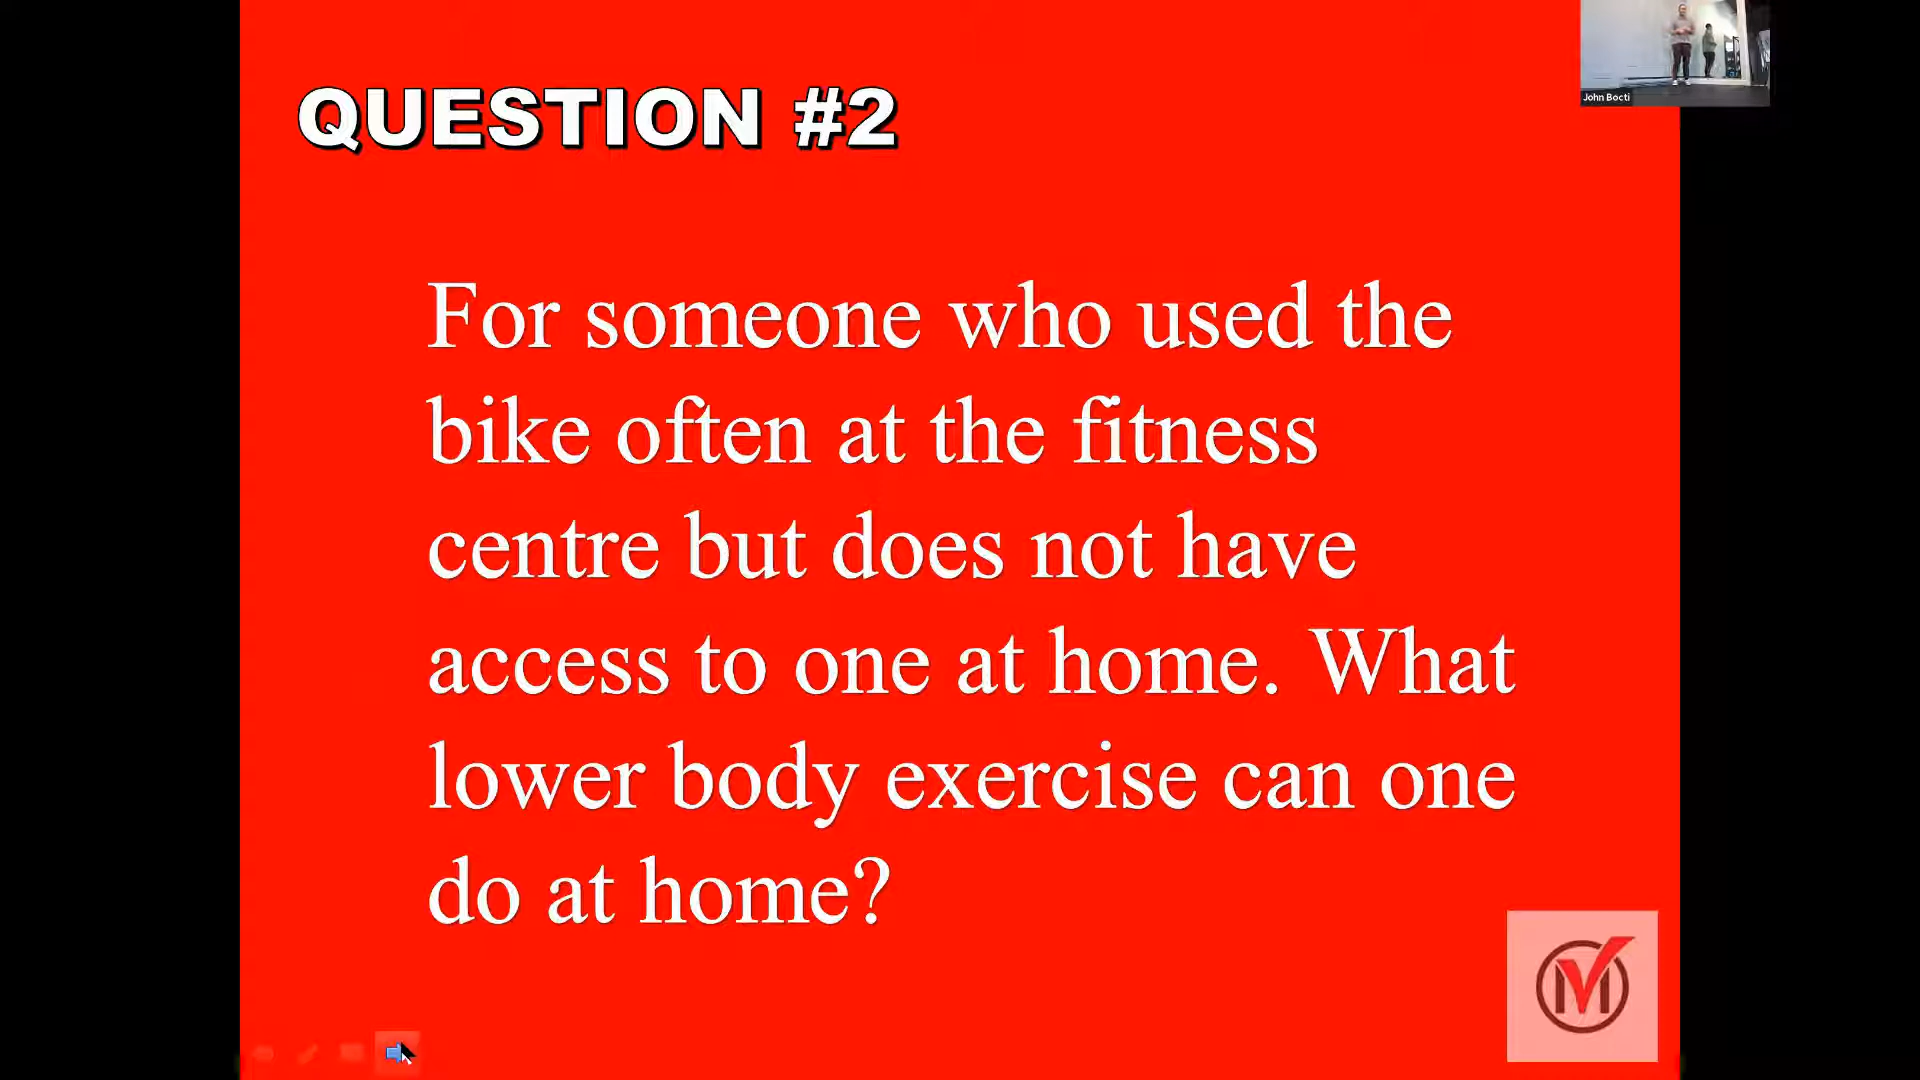 John Bocti
QUESTION #2
For someone who used the
bike often at the fitness
centre but does not have
access to one at home. What
lower body exercise can one
do at home?